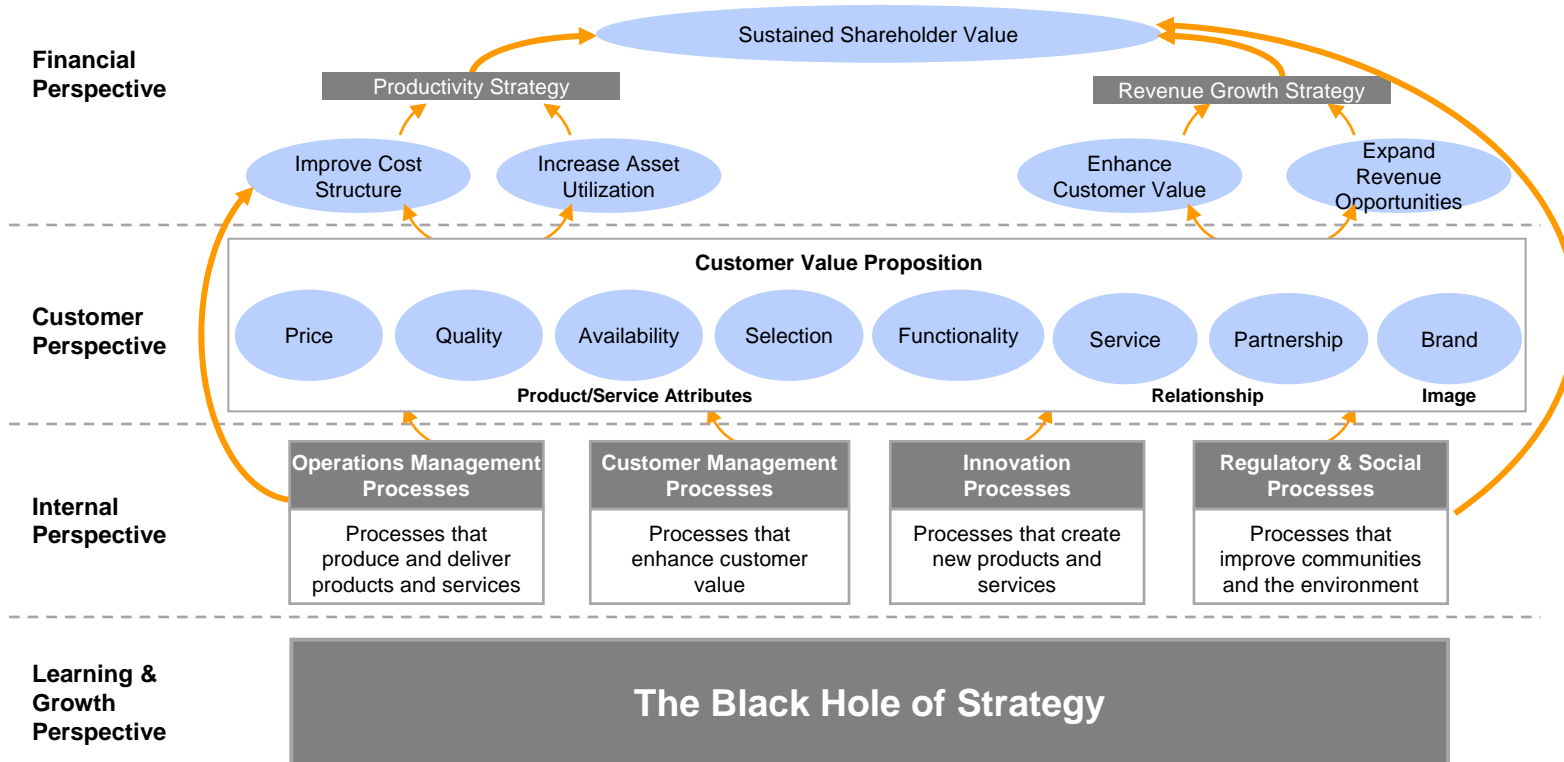 Financial
Perspective
Sustained Shareholder Value
Productivity Strategy
Revenue Growth Strategy
Improve Cost
Structure
Increase Asset
Utilization
Enhance
Customer Value
Expand
Revenue
Opportunities
Customer
Perspective
Customer Value Proposition
Price
Quality
Availability
Selection
Functionality
Service
Partnership
Brand
Product/Service Attributes
Relationship
Image
Internal
Perspective
Operations Management
Processes
Processes that
produce and deliver
products and services
Customer Management
Processes
Processes that
enhance customer
value
Innovation
Processes
Processes that create
new products and
services
Regulatory & Social
Processes
Processes that
improve communities
and the environment
Learning &
Growth
Perspective
The Black Hole of Strategy